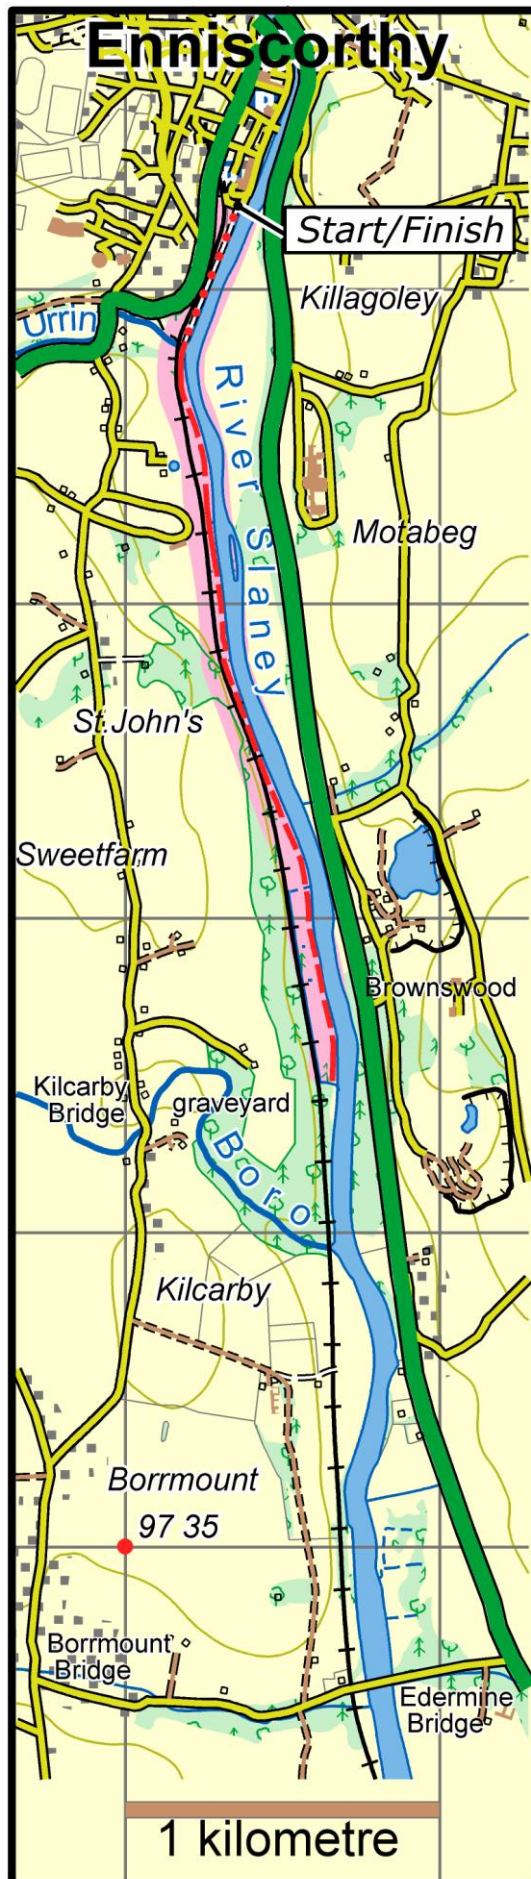 Enniscorthy
Start/Finish
Killagoley
Urrin
River Slaney
Motabeg
St.John's
Sweetfarm
Brownswood
Kilcarby
Bridge
graveyard
Boro
Kilcarby
Borrmount
97 35
Borrmount
Bridge
Edermine
Bridge
1 kilometre